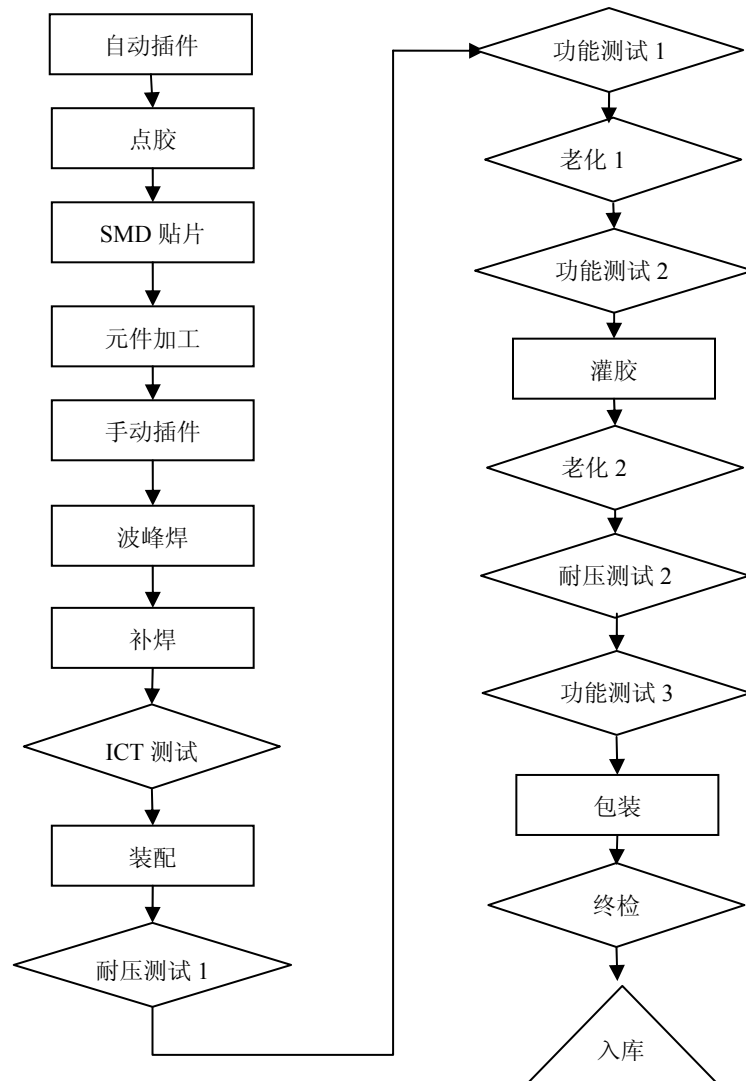 自动插件
点胶
SMD 贴片
元件加工
手动插件
波峰焊
补焊
ICT 测试
装配
耐压测试 1
功能测试 1
老化 1
功能测试 2
灌胶
老化 2
耐压测试 2
功能测试 3
包装
终检
入库